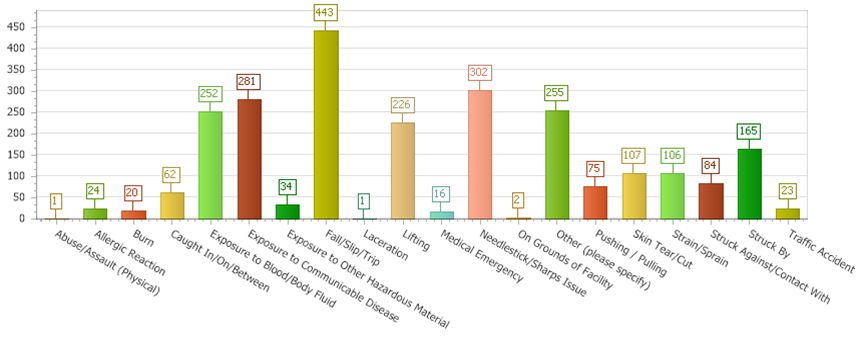 443
450
400
350
302
300
281
252
255
250
226
200
165
150
107
106
100
84
75
62
50
34
24
20
23
16
1
1
2
0
Abuse/Assault (Physical)
Allergic Reaction
Burn
Caught In/On/Between
Exposure to Blood/Body Fluid
Exposure to Communicable Disease
Exposure to Other Hazardous Material
Fall/Slip/Trip
Laceration
Lifting
Medical Emergency
Needlestick/Sharps Issue
On Grounds of Facility
Other (please specify)
Pushing / Pulling
Skin Tear/Cut
Strain/Sprain
Struck Against/Contact With
Struck By
Traffic Accident